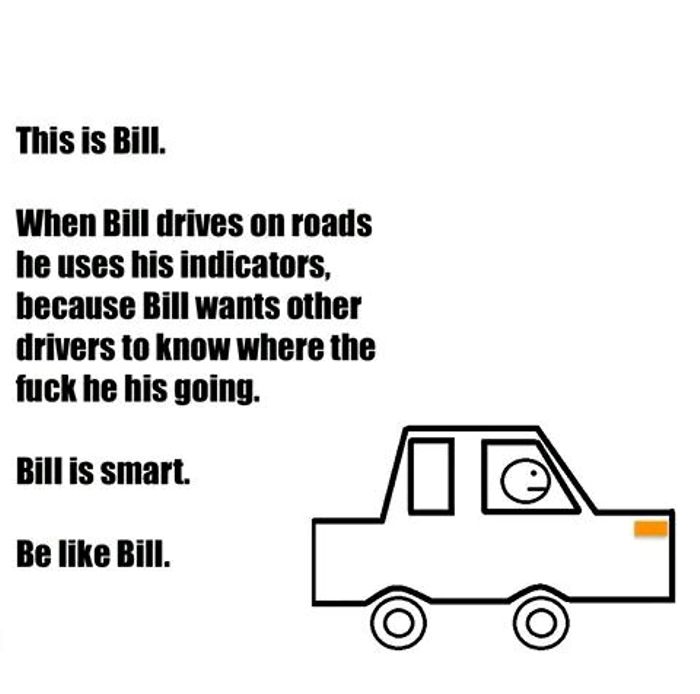 This is Bill.
When Bill drives on roads
he uses his indicators,
because Bill wants other
drivers to know where the
fuck he his going.
Bill is smart.
Be like Bill.